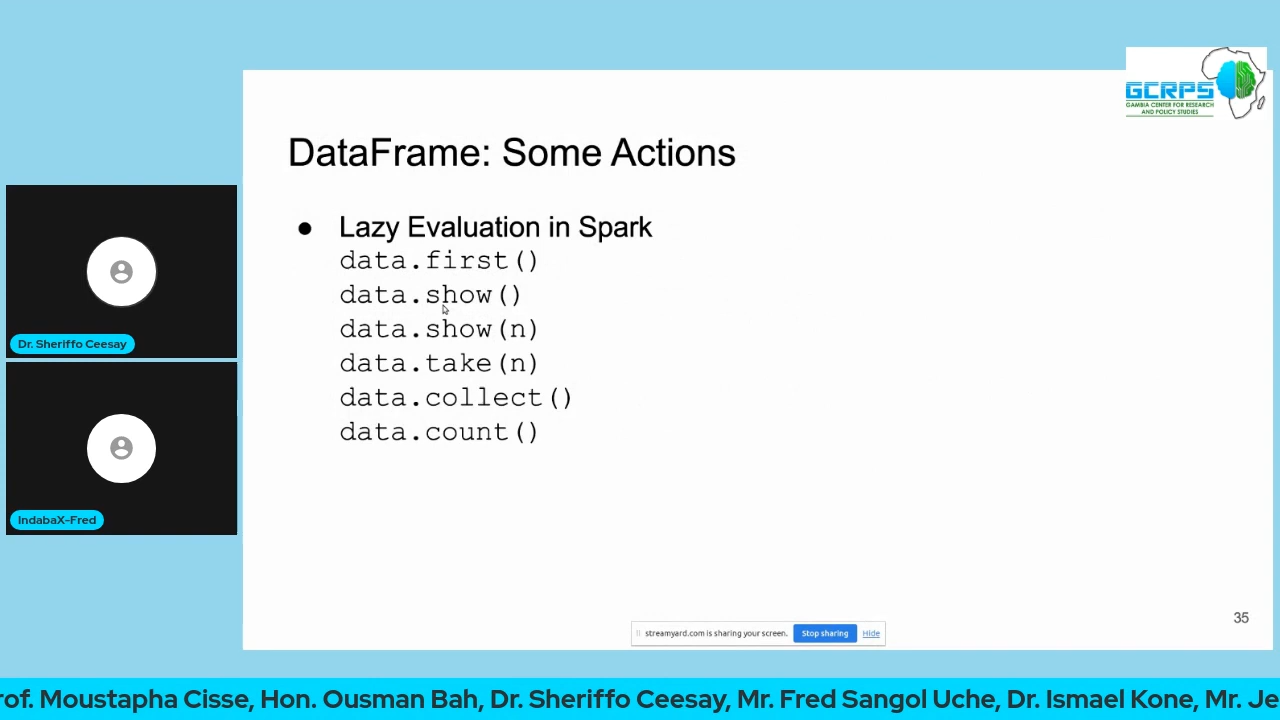 GCRPS
GAMBIA CENTER FOR RESEARCH
AND POLICY STUDIES
DataFrame: Some Actions
● Lazy Evaluation in Spark
data.first()
data.show()
data.show(n)
data.take(n)
data.collect()
data.count()
Dr. Sheriffo Ceesay
IndabaX-Fred
35
streamyard.com is sharing your screen. Stop sharing Hide
rof. Moustapha Cisse, Hon. Ousman Bah, Dr. Sheriffo Ceesay, Mr. Fred Sangol Uche, Dr. Ismael Kone, Mr. Je